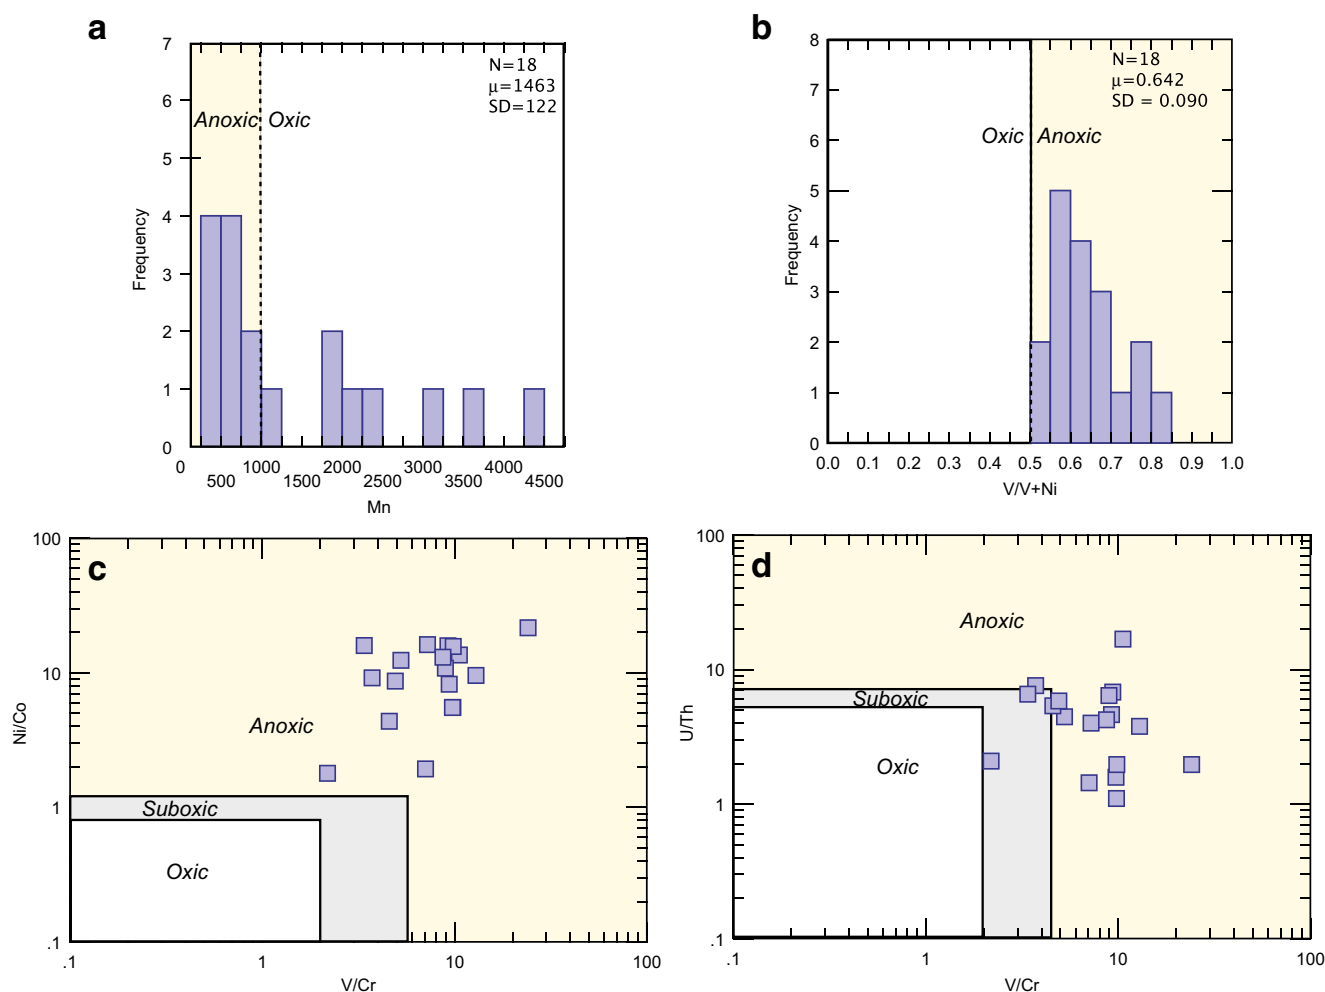 a
7
6
5
4
3
2
1
0
Frequency
Anoxic Oxic
N=18
μ=1463
SD=122
0 1000 2000 3000 4000
500 1500 2500 3500 4500
Mn
b
8
7
6
5
4
3
2
1
0
Frequency
Oxic Anoxic
N=18
μ=0.642
SD = 0.090
0.0 0.1 0.2 0.3 0.4 0.5 0.6 0.7 0.8 0.9 1.0
V/V+Ni
c
100
10
1
.1
Ni/Co
Anoxic
Suboxic
Oxic
.1 1 10 100
V/Cr
d
100
10
1
.1
U/Th
Anoxic
Suboxic
Oxic
.1 1 10 100
V/Cr